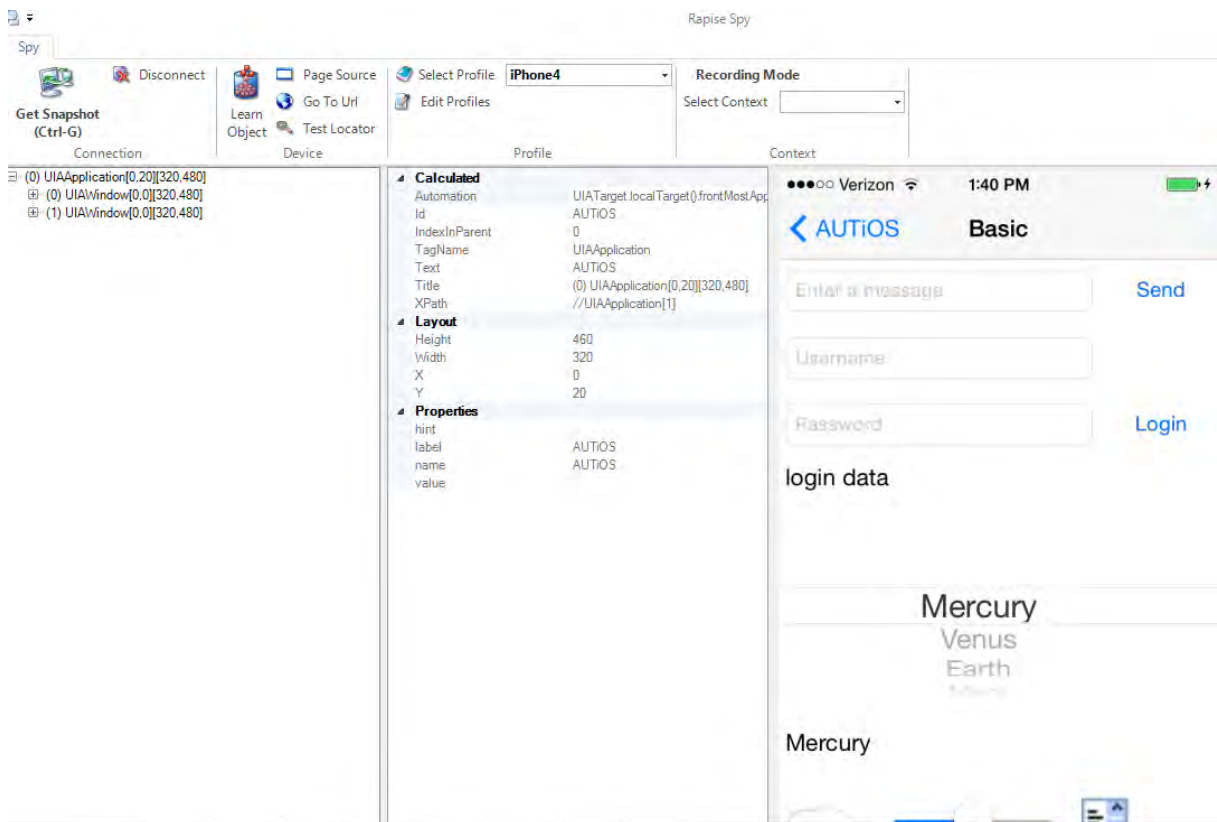 Rapise Spy
Spy
Get Snapshot (Ctrl-G)
Disconnect
Connection
Learn Object
Page Source
Go To Url
Test Locator
Device
Select Profile iPhone4
Edit Profiles
Profile
Recording Mode
Select Context
Context
(0) UIAApplication[0,20][320,480]
(0) UIAWindow[0,0][320,480]
(1) UIAWindow[0,0][320,480]
Calculated
Automation UIATarget.localTarget().frontMostApp
Id AUTiOS
IndexInParent 0
TagName UIAApplication
Text AUTiOS
Title (0) UIAApplication[0,20][320,480]
XPath //UIAApplication[1]
Layout
Height 460
Width 320
X 0
Y 20
Properties
hint
label AUTiOS
name AUTiOS
value
Verizon 1:40 PM
AUTiOS Basic
Enter a message Send
Username
Password Login
login data
Mercury
Venus
Earth
Mercury